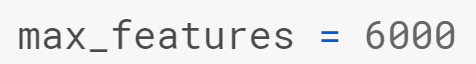 max_features = 6000